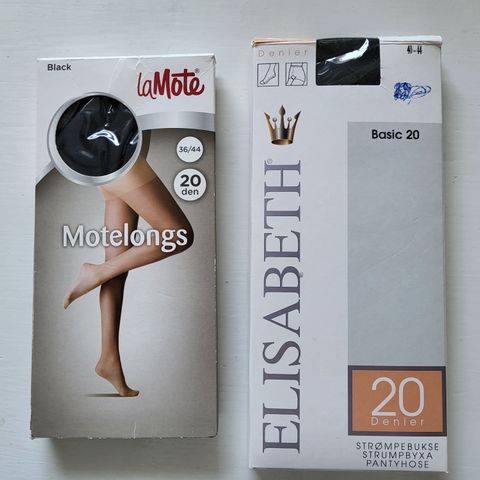 Black
laMote®
36/44
20
den
Motelongs
Denier
40-44
Basic 20
ELISABETH©
20
Denier
STRØMPEBUKSE
STRUMPBYXA
PANTYHOSE